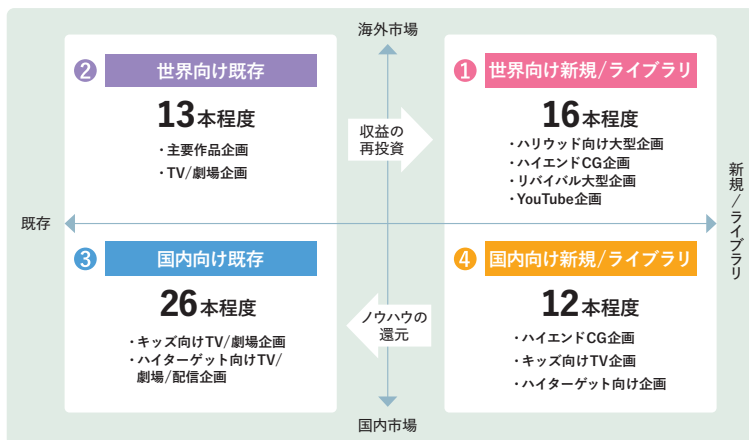 海外市場
❷ 世界向け既存
13本程度
・主要作品企画
・TV/劇場企画
収益の
再投資
❶ 世界向け新規/ライブラリ
16本程度
・ハリウッド向け大型企画
・ハイエンドCG企画
・リバイバル大型企画
・YouTube企画
既存
新規/ライブラリ
❸ 国内向け既存
26本程度
・キッズ向けTV/劇場企画
・ハイターゲット向けTV/
劇場/配信企画
ノウハウの
還元
❹ 国内向け新規/ライブラリ
12本程度
・ハイエンドCG企画
・キッズ向けTV企画
・ハイターゲット向け企画
国内市場